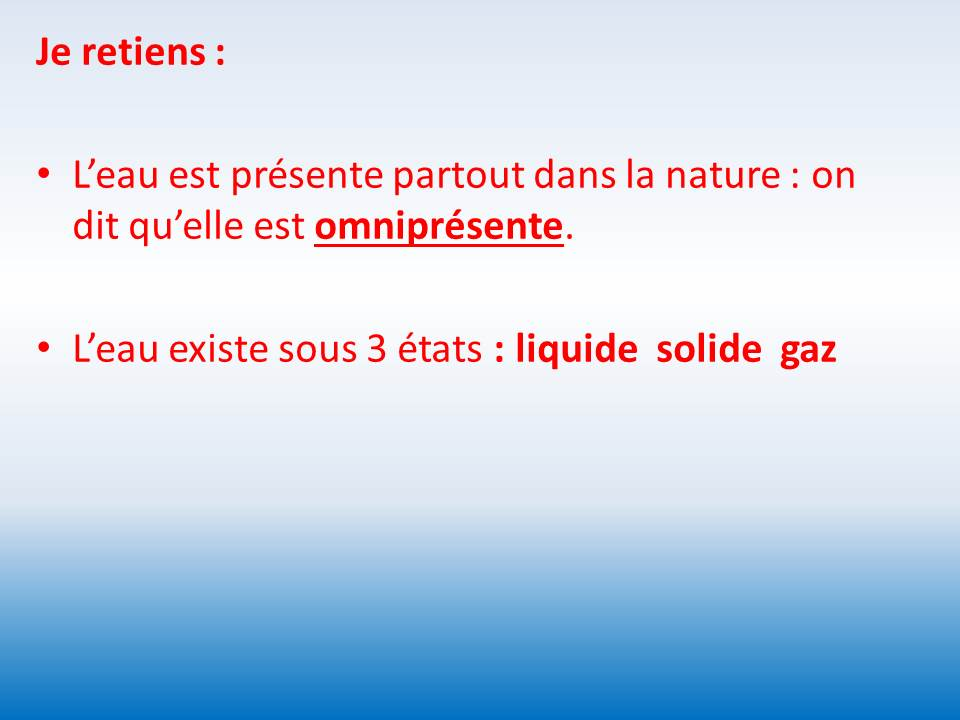 Je retiens :
• L’eau est présente partout dans la nature : on
dit qu’elle est omniprésente.
• L’eau existe sous 3 états : liquide  solide  gaz